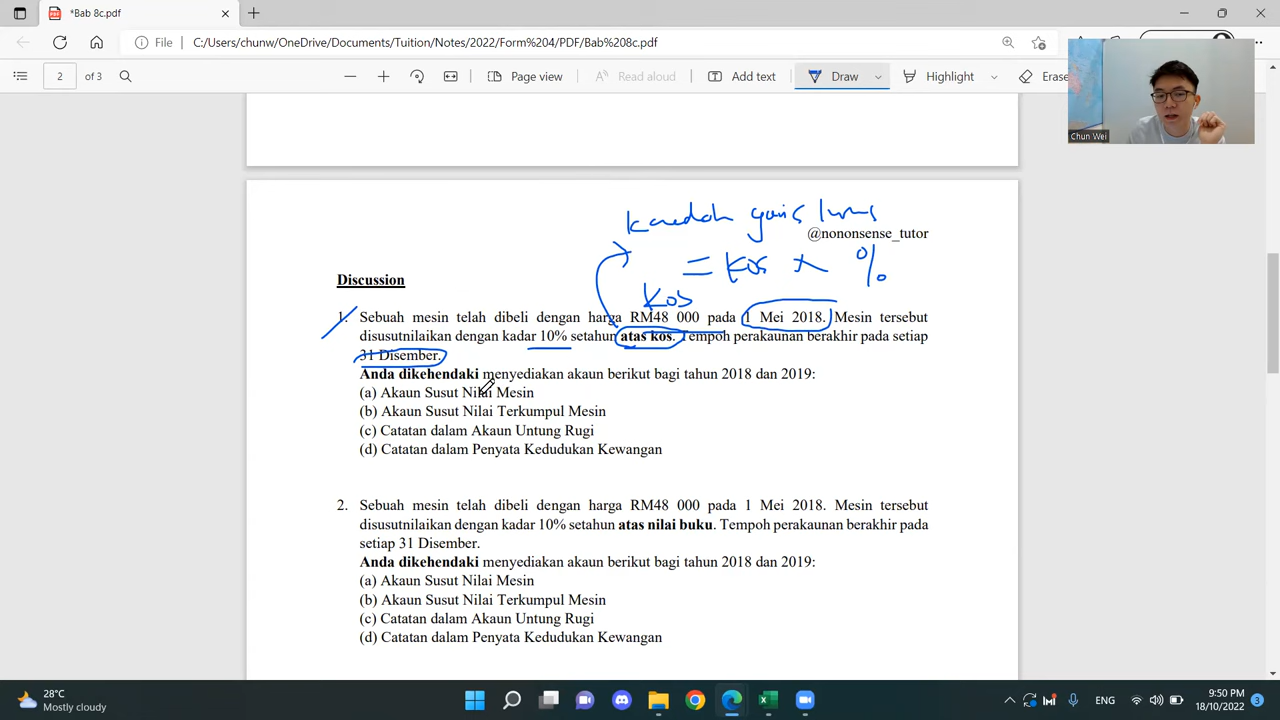 *Bab 8c.pdf
File
C:/Users/chunw/OneDrive/Documents/Tuition/Notes/2022/Form%204/PDF/Bab%208c.pdf
2 of 3
Page view
Read aloud
Add text
Draw
Highlight
Erase
Chun Wei
kaedah garis lurus
@nononsense_tutor
= kos × %
Discussion
kos
1. Sebuah mesin telah dibeli dengan harga RM48 000 pada 1 Mei 2018. Mesin tersebut
disusutnilaikan dengan kadar 10% setahun atas kos. Tempoh perakaunan berakhir pada setiap
31 Disember.
Anda dikehendaki menyediakan akaun berikut bagi tahun 2018 dan 2019:
(a) Akaun Susut Nilai Mesin
(b) Akaun Susut Nilai Terkumpul Mesin
(c) Catatan dalam Akaun Untung Rugi
(d) Catatan dalam Penyata Kedudukan Kewangan
2. Sebuah mesin telah dibeli dengan harga RM48 000 pada 1 Mei 2018. Mesin tersebut
disusutnilaikan dengan kadar 10% setahun atas nilai buku. Tempoh perakaunan berakhir pada
setiap 31 Disember.
Anda dikehendaki menyediakan akaun berikut bagi tahun 2018 dan 2019:
(a) Akaun Susut Nilai Mesin
(b) Akaun Susut Nilai Terkumpul Mesin
(c) Catatan dalam Akaun Untung Rugi
(d) Catatan dalam Penyata Kedudukan Kewangan
28°C
Mostly cloudy
ENG
9:50 PM
18/10/2022
3